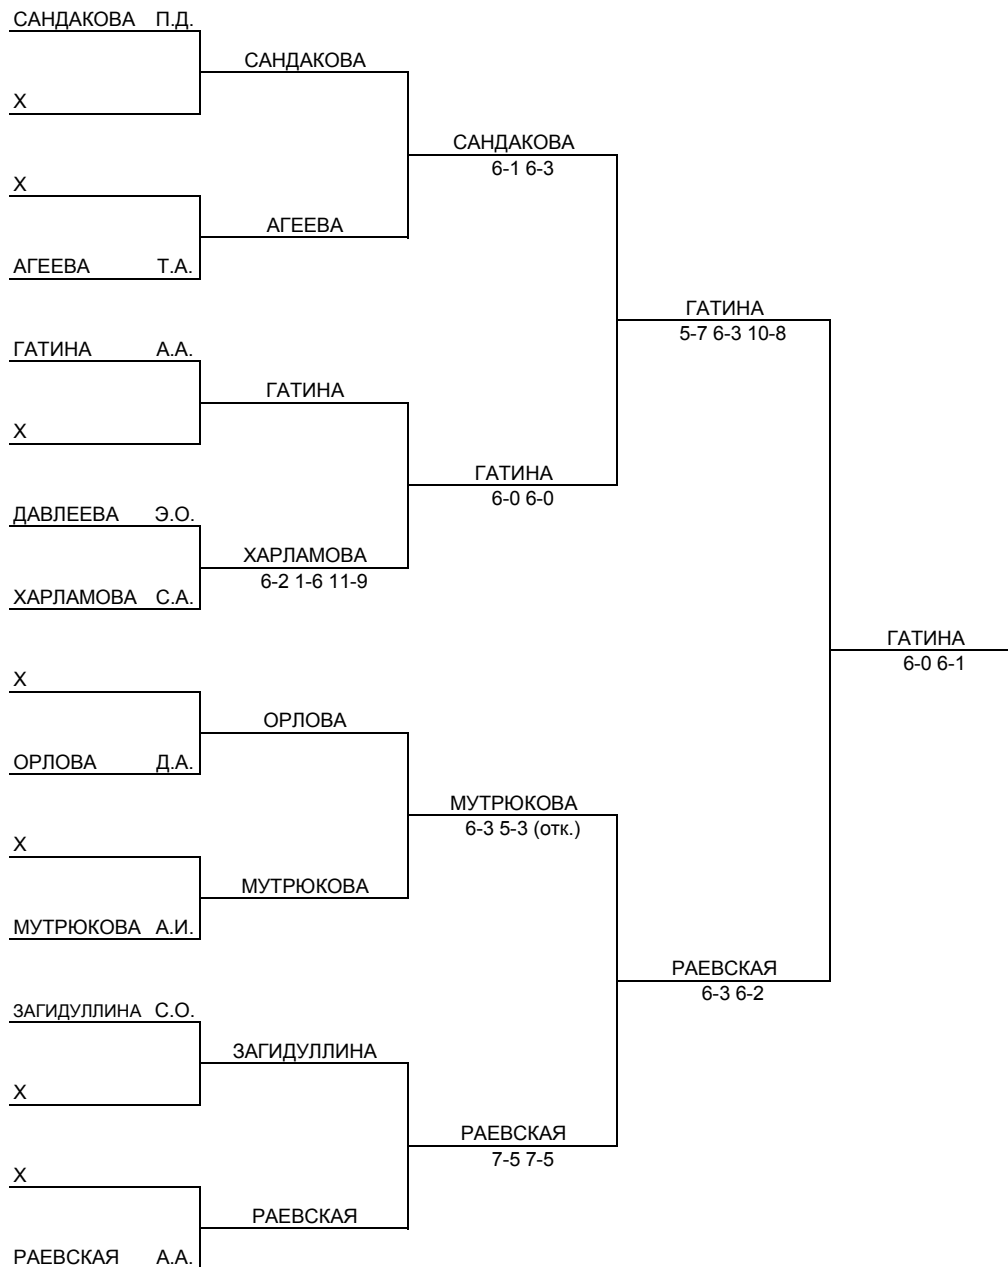 САНДАКОВА П.Д.
САНДАКОВА
Х
САНДАКОВА
6-1 6-3
Х
АГЕЕВА
АГЕЕВА Т.А.
ГАТИНА
5-7 6-3 10-8
ГАТИНА А.А.
ГАТИНА
Х
ГАТИНА
6-0 6-0
ДАВЛЕЕВА Э.О.
ХАРЛАМОВА
6-2 1-6 11-9
ХАРЛАМОВА С.А.
ГАТИНА
6-0 6-1
Х
ОРЛОВА
ОРЛОВА Д.А.
МУТРЮКОВА
6-3 5-3 (отк.)
Х
МУТРЮКОВА
МУТРЮКОВА А.И.
РАЕВСКАЯ
6-3 6-2
ЗАГИДУЛЛИНА С.О.
ЗАГИДУЛЛИНА
Х
РАЕВСКАЯ
7-5 7-5
Х
РАЕВСКАЯ
РАЕВСКАЯ А.А.